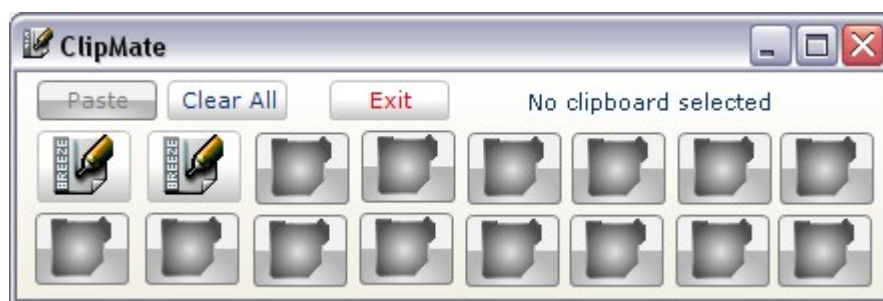 ClipMate
Paste Clear All Exit No clipboard selected
BREEZE BREEZE